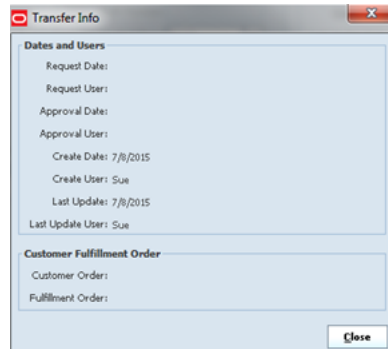 Transfer Info
Dates and Users
Request Date:
Request User:
Approval Date:
Approval User:
Create Date: 7/8/2015
Create User: Sue
Last Update: 7/8/2015
Last Update User: Sue
Customer Fulfillment Order
Customer Order:
Fulfillment Order:
Close